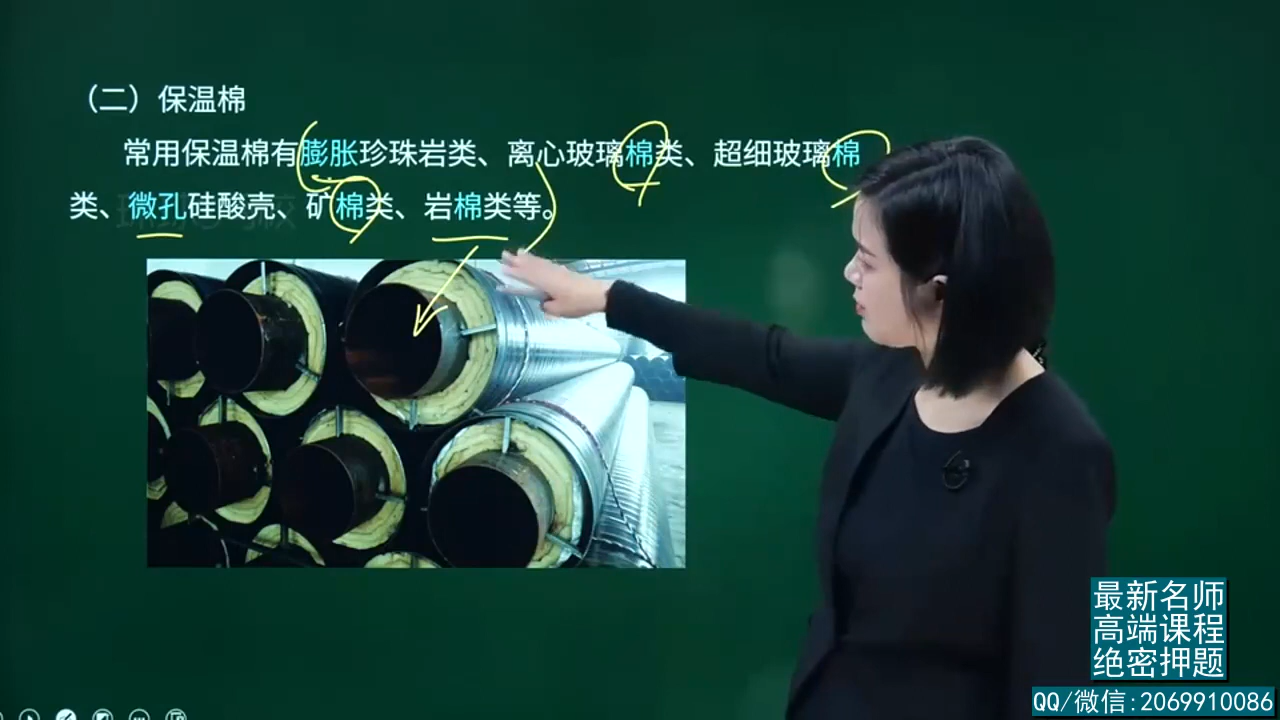 （二）保温棉
常用保温棉有膨胀珍珠岩类、离心玻璃棉类、超细玻璃棉
类、微孔硅酸壳、矿棉类、岩棉类等。
最新名师
高端课程
绝密押题
QQ/微信:2069910086